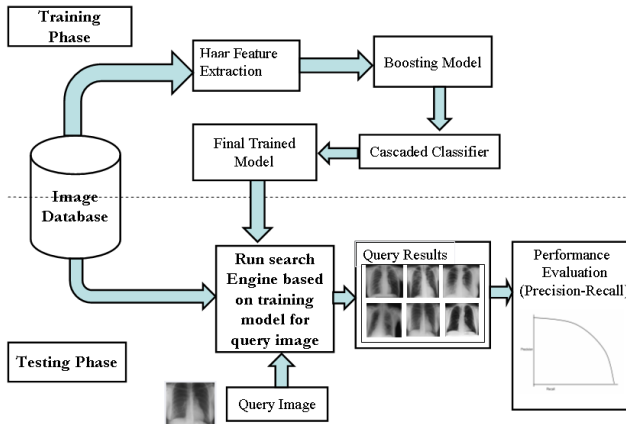 Training
Phase
Haar Feature
Extraction
Boosting Model
Final Trained
Model
Cascaded Classifier
Image
Database
Run search
Engine based
on training
model for
query image
Query Results
Performance
Evaluation
(Precision-Recall)
Testing Phase
Query Image